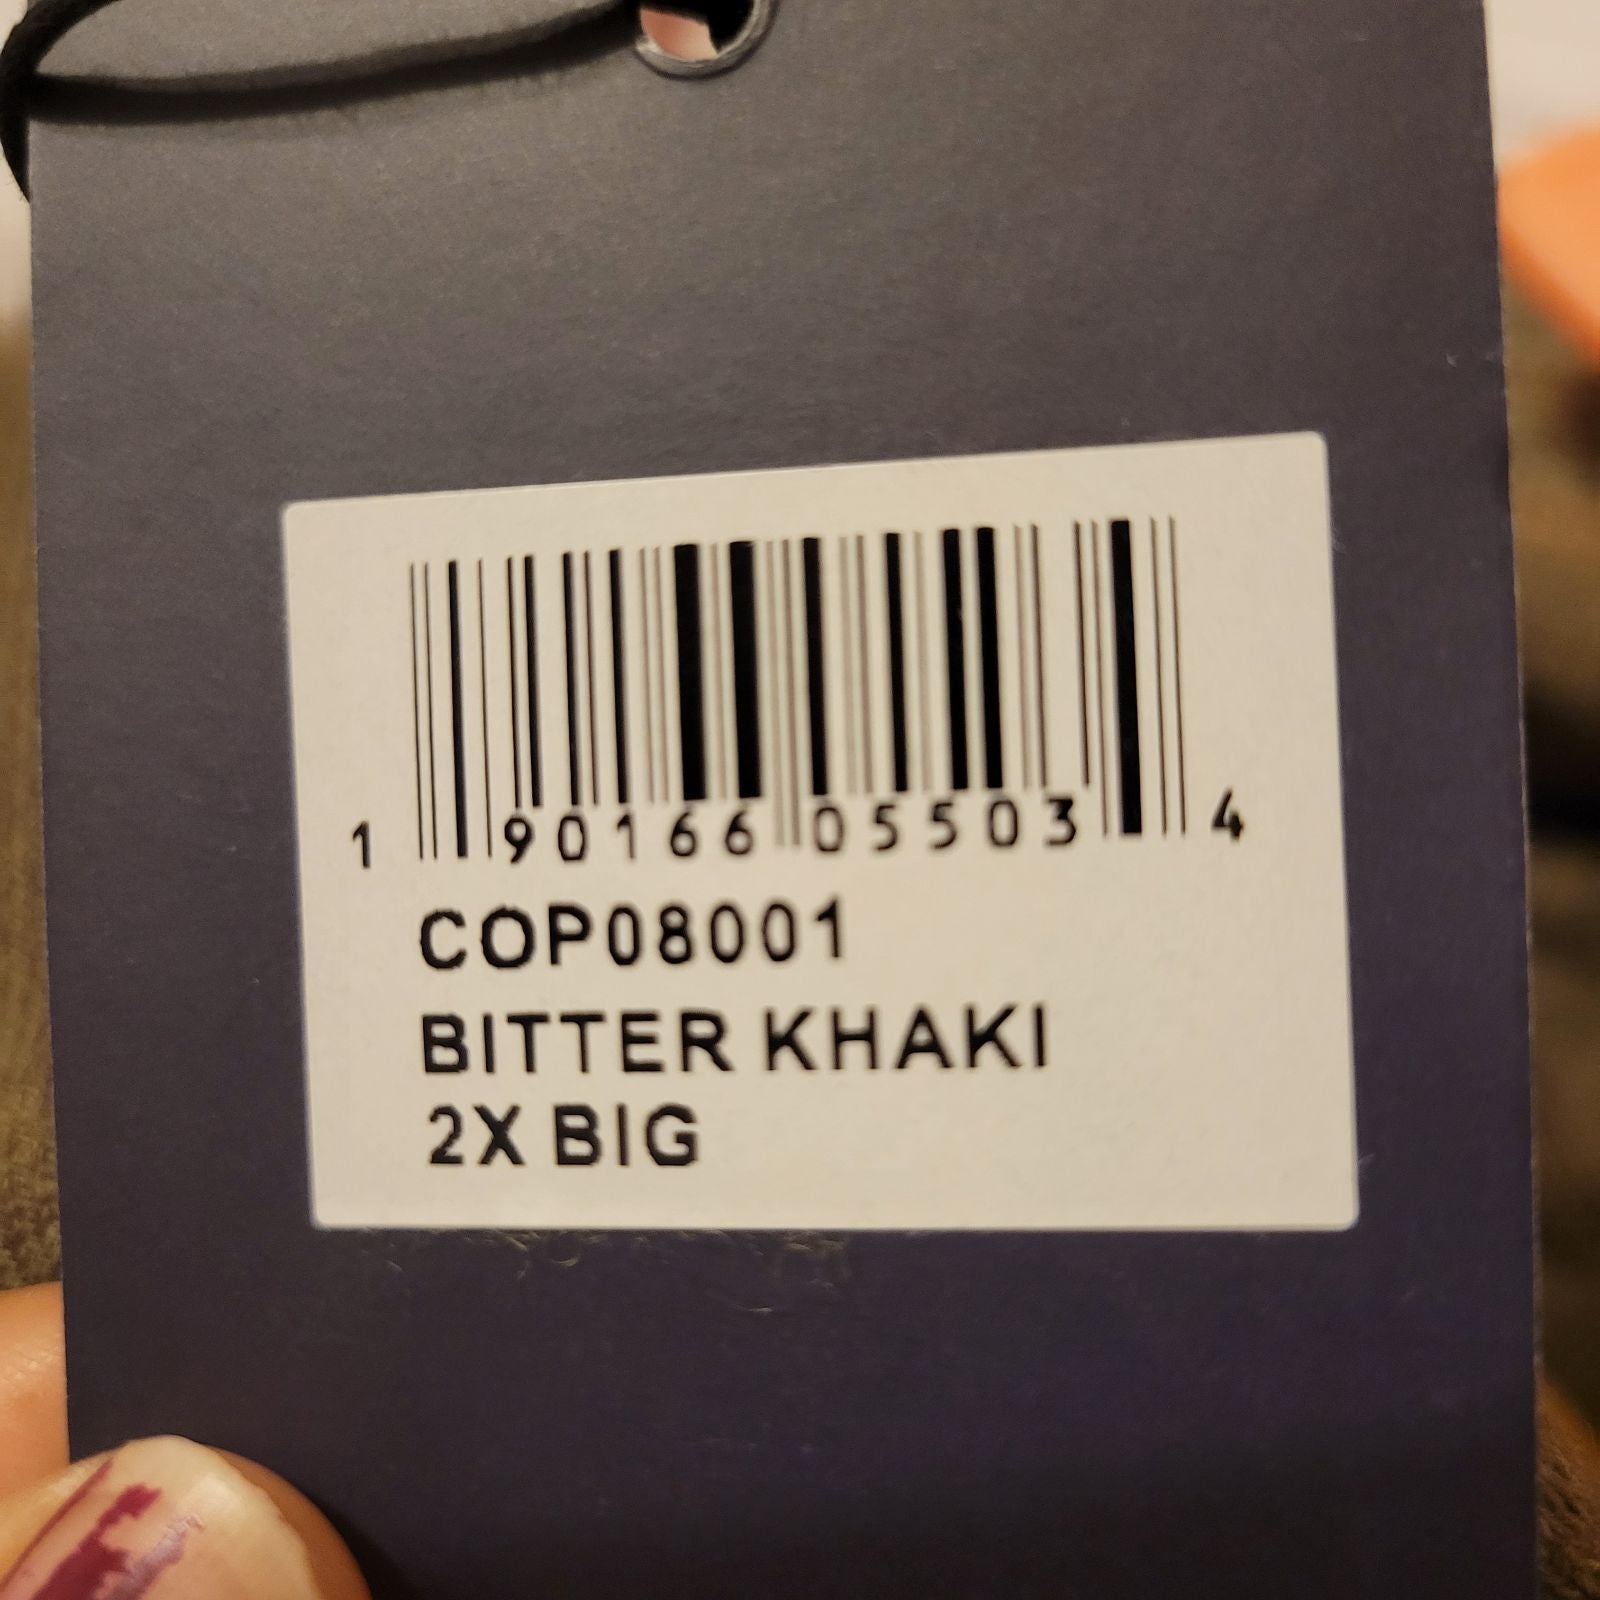 1 90166 05503 4
COP08001
BITTER KHAKI
2X BIG